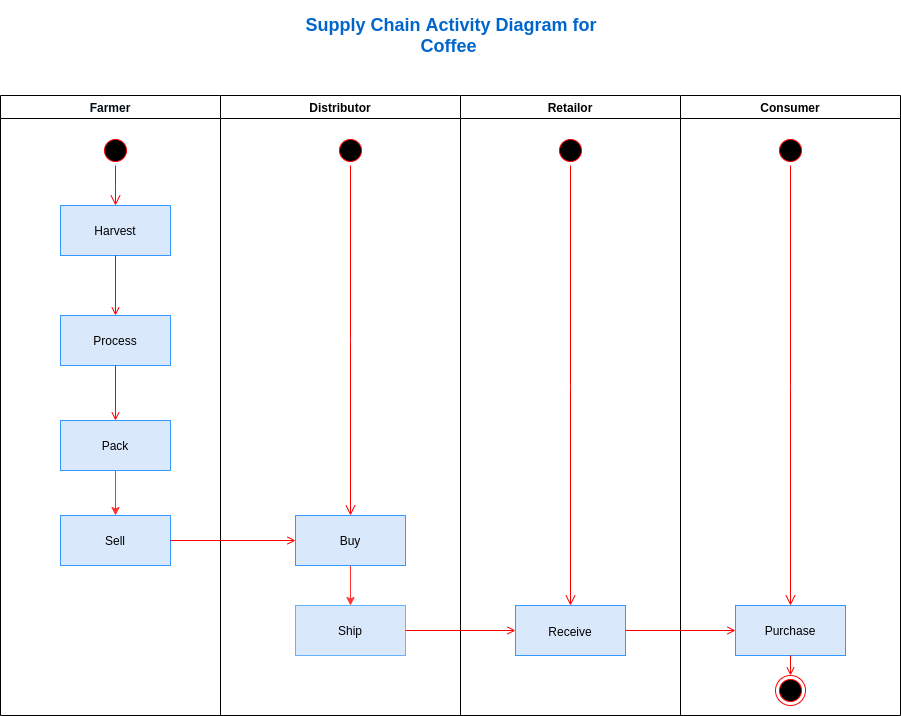 Supply Chain Activity Diagram for
Coffee
Farmer
Distributor
Retailor
Consumer
Harvest
Process
Pack
Sell
Buy
Ship
Receive
Purchase